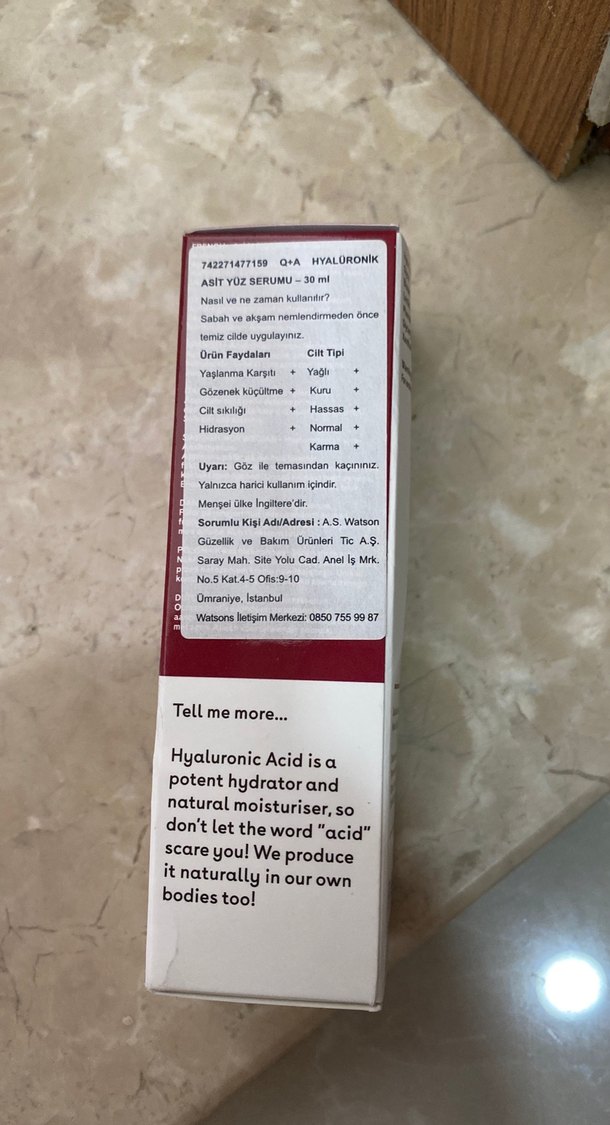 742271477159 Q+A HYALÜRONİK
ASİT YÜZ SERUMU – 30 ml
Nasıl ve ne zaman kullanılır?
Sabah ve akşam nemlendirmeden önce
temiz cilde uygulayınız.
Ürün Faydaları Cilt Tipi
Yaşlanma Karşıtı + Yağlı +
Gözenek küçültme + Kuru +
Cilt sıkılığı + Hassas +
Hidrasyon + Normal +
Karma +
Uyarı: Göz ile temasından kaçınınız.
Yalnızca harici kullanım içindir.
Menşei ülke İngiltere'dir.
Sorumlu Kişi Adı/Adresi : A.S. Watson
Güzellik ve Bakım Ürünleri Tic A.Ş.
Saray Mah. Site Yolu Cad. Anel İş Mrk.
No.5 Kat.4-5 Ofis:9-10
Ümraniye, İstanbul
Watsons İletişim Merkezi: 0850 755 99 87
Tell me more...
Hyaluronic Acid is a
potent hydrator and
natural moisturiser, so
don't let the word "acid"
scare you! We produce
it naturally in our own
bodies too!